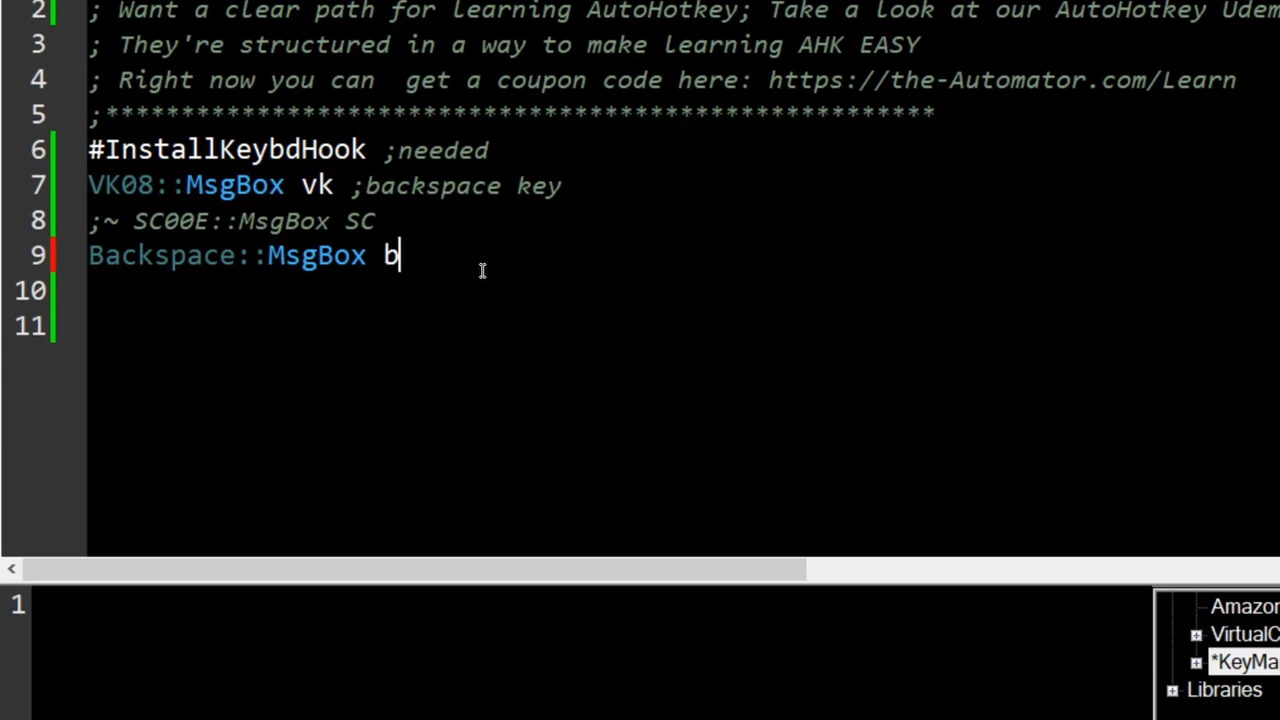 2 ; Want a clear path for learning AutoHotkey; Take a look at our AutoHotkey
3 ; They're structured in a way to make learning AHK EASY
4 ; Right now you can  get a coupon code here: https://the-Automator.com/Learn
5 ;*******************************************************
6 #InstallKeybdHook ;needed
7 VK08::MsgBox vk ;backspace key
8 ;~ SC00E::MsgBox SC
9 Backspace::MsgBox b
10
11
<
1
Amazon
VirtualC
*KeyMa
Libraries